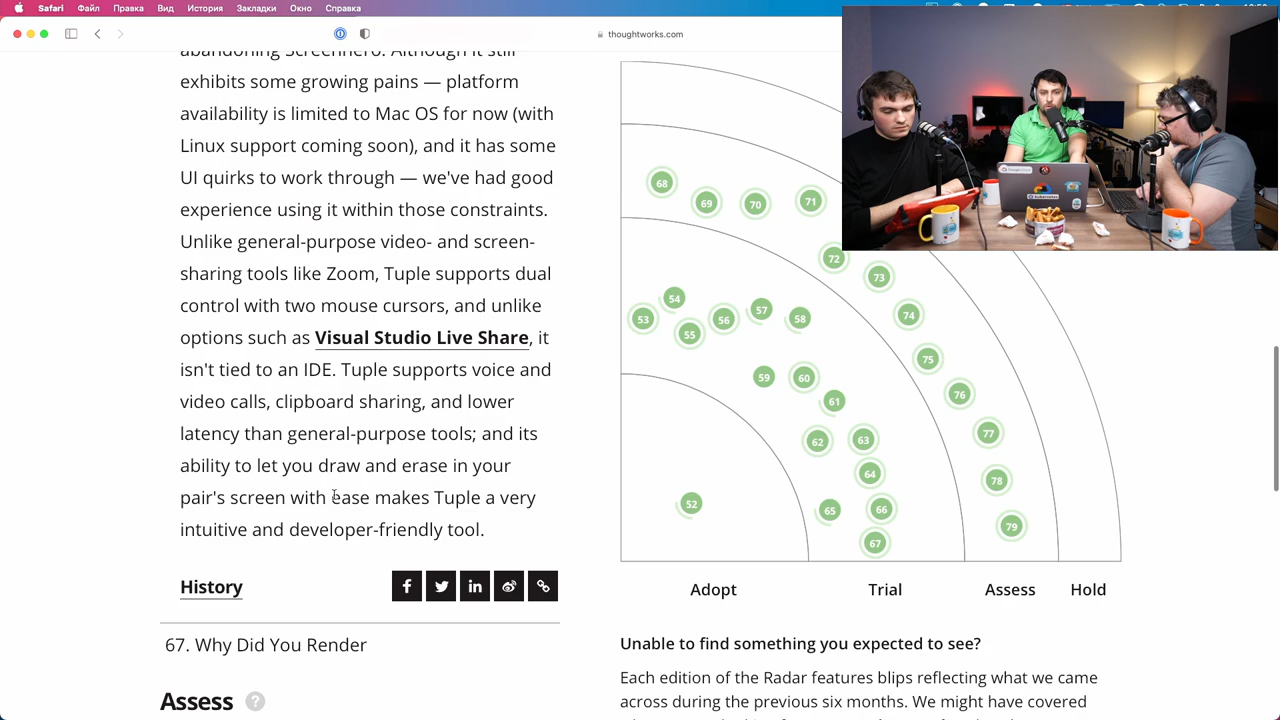 Safari Файл Правка Вид История Закладки Окно Справка
thoughtworks.com
abandoning Screenhero. Although it still
exhibits some growing pains — platform
availability is limited to Mac OS for now (with
Linux support coming soon), and it has some
UI quirks to work through — we've had good
experience using it within those constraints.
Unlike general-purpose video- and screen-
sharing tools like Zoom, Tuple supports dual
control with two mouse cursors, and unlike
options such as Visual Studio Live Share, it
isn't tied to an IDE. Tuple supports voice and
video calls, clipboard sharing, and lower
latency than general-purpose tools; and its
ability to let you draw and erase in your
pair's screen with ease makes Tuple a very
intuitive and developer-friendly tool.
History
67. Why Did You Render
Assess ?
68
69
70
71
72
73
74
75
76
77
78
79
53
54
55
56
57
58
59
60
61
62
63
64
65
66
67
52
Adopt Trial Assess Hold
Unable to find something you expected to see?
Each edition of the Radar features blips reflecting what we came
across during the previous six months. We might have covered